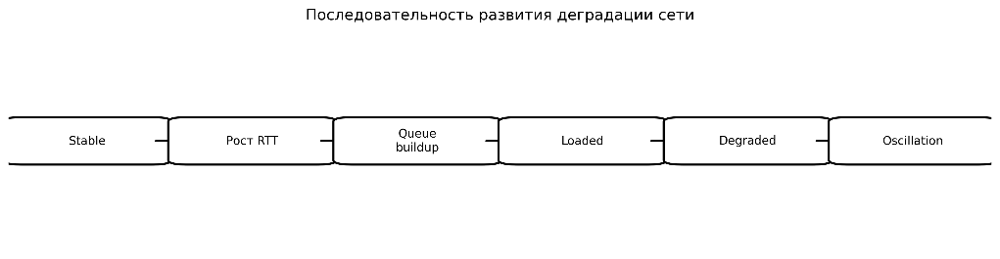 Последовательность развития деградации сети
Stable
Рост RTT
Queue
buildup
Loaded
Degraded
Oscillation